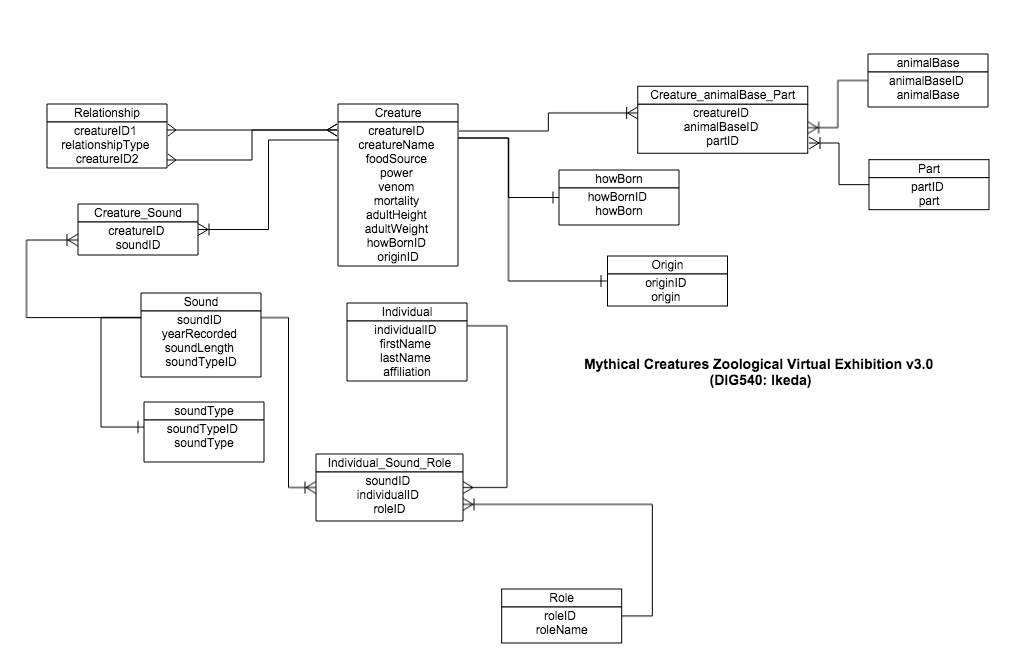 Relationship
creatureID1
relationshipType
creatureID2
Creature
creatureID
creatureName
foodSource
power
venom
mortality
adultHeight
adultWeight
howBornID
originID
Creature_animalBase_Part
creatureID
animalBaseID
partID
animalBase
animalBaseID
animalBase
Part
partID
part
howBorn
howBornID
howBorn
Creature_Sound
creatureID
soundID
Origin
originID
origin
Sound
soundID
yearRecorded
soundLength
soundTypeID
Individual
individualID
firstName
lastName
affiliation
Mythical Creatures Zoological Virtual Exhibition v3.0
(DIG540: Ikeda)
soundType
soundTypeID
soundType
Individual_Sound_Role
soundID
individualID
roleID
Role
roleID
roleName